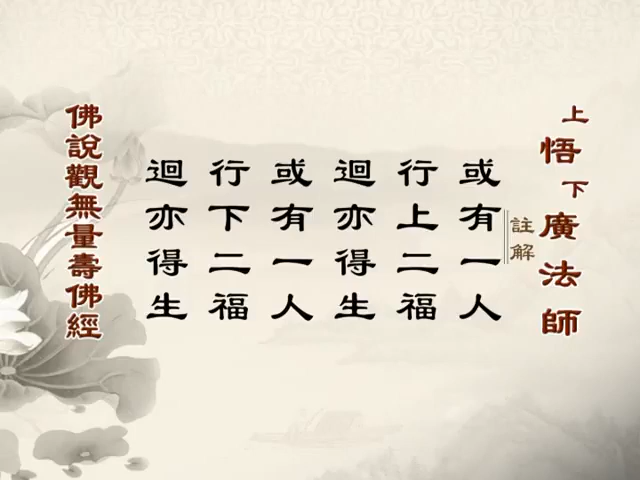 上悟下廣法師
註解
或有一人
行上二福
迴亦得生
或有一人
行下二福
迴亦得生
佛說觀無量壽佛經